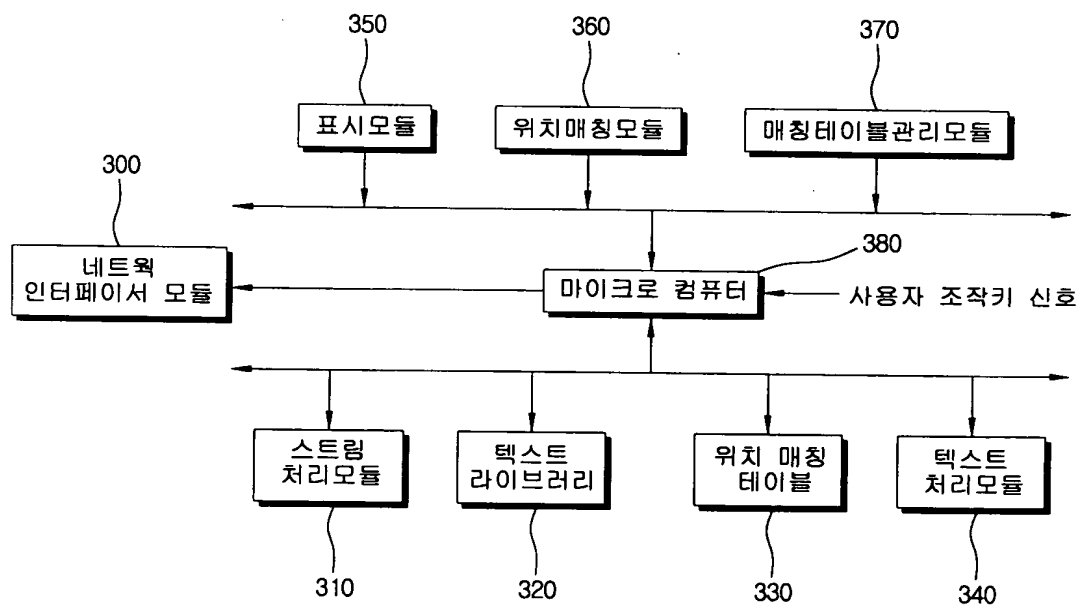 350
360
370
표시모듈
위치매칭모듈
매칭테이블관리모듈
300
380
네트웍
인터페이서 모듈
마이크로 컴퓨터
사용자 조작키 신호
스트링
처리모듈
텍스트
라이브러리
위치 매칭
테이블
텍스트
처리모듈
310
320
330
340